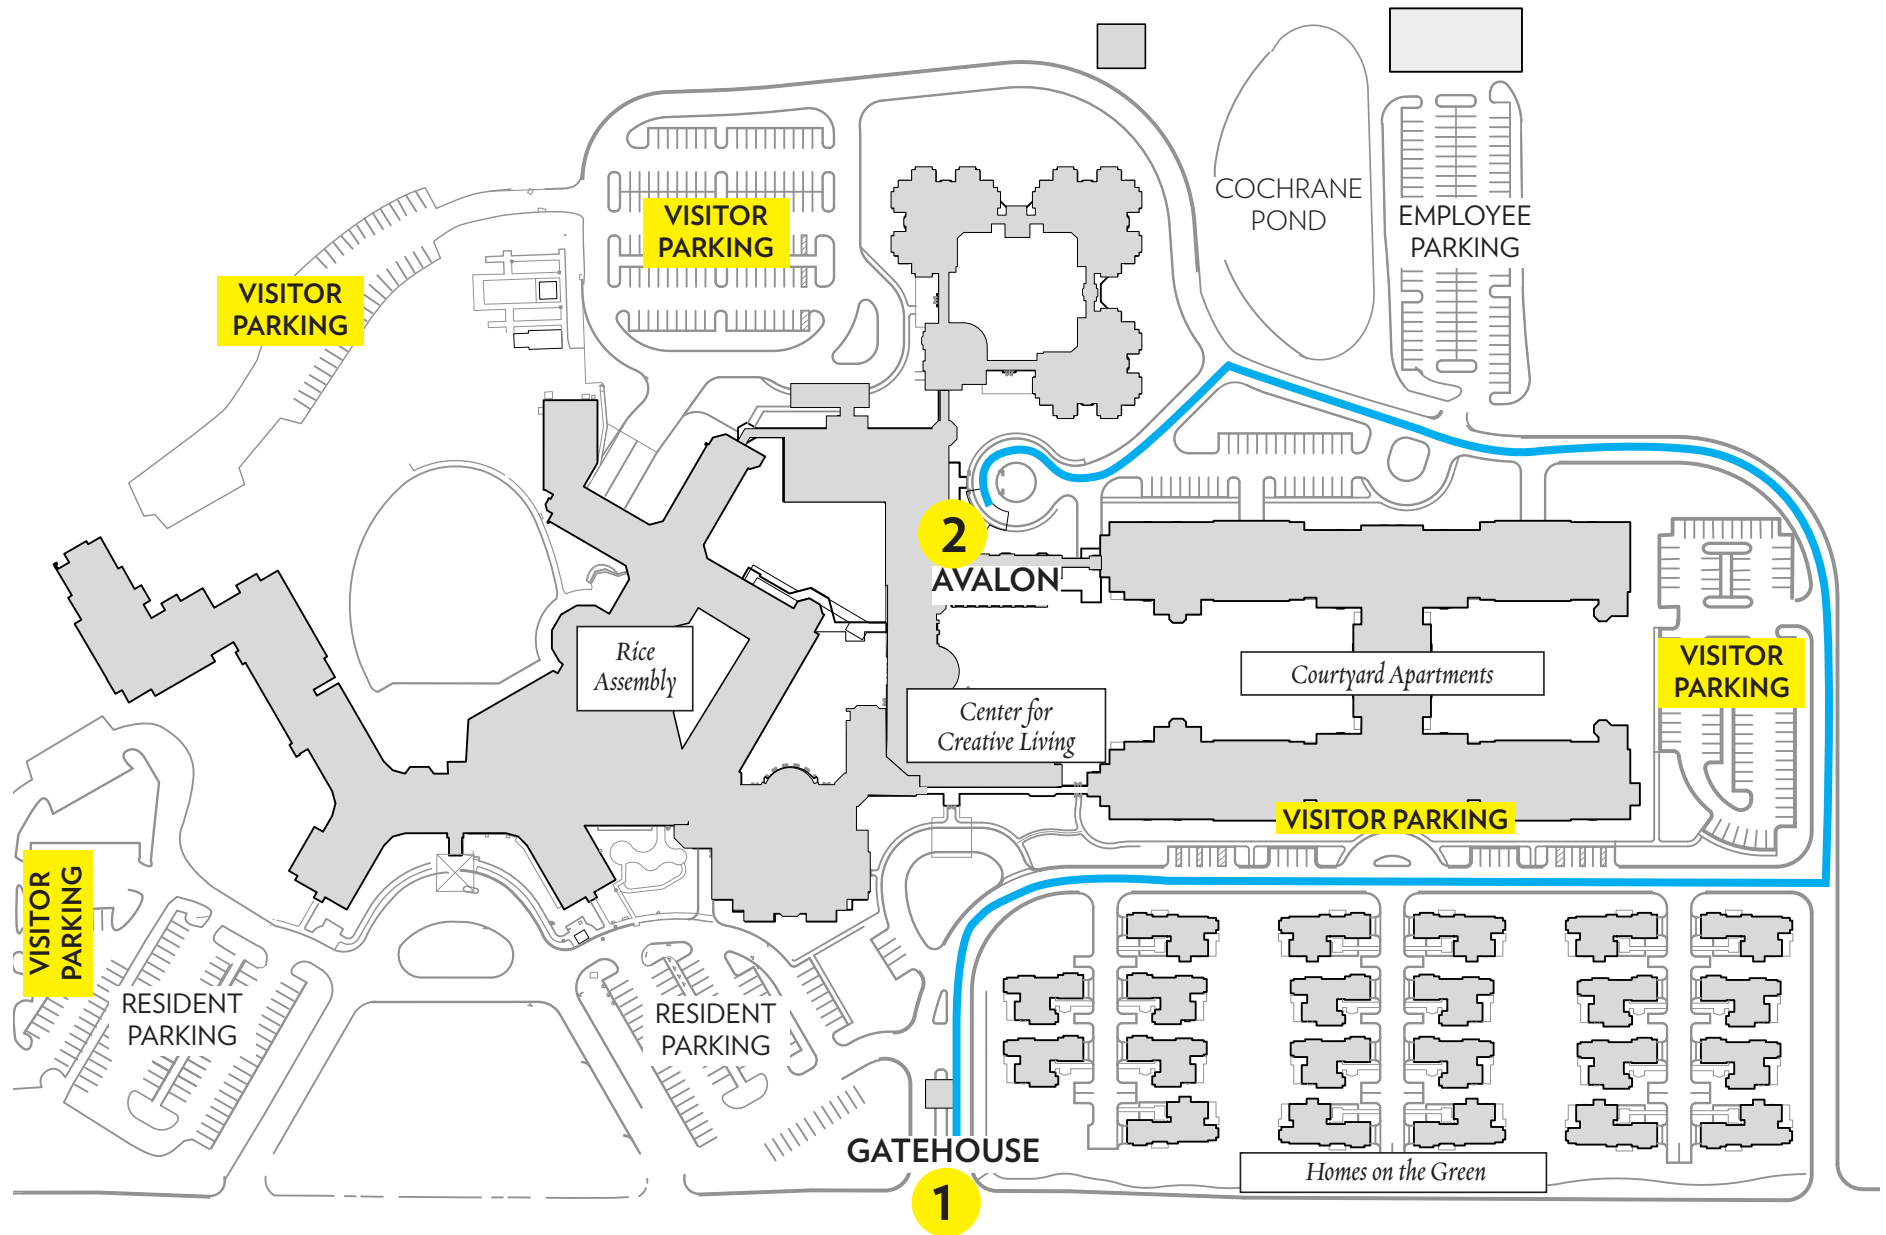 COCHRANE
POND
EMPLOYEE
PARKING
VISITOR
PARKING
VISITOR
PARKING
2
AVALON
Rice
Assembly
Courtyard Apartments
VISITOR
PARKING
Center for
Creative Living
VISITOR PARKING
VISITOR
PARKING
RESIDENT
PARKING
RESIDENT
PARKING
GATEHOUSE
1
Homes on the Green